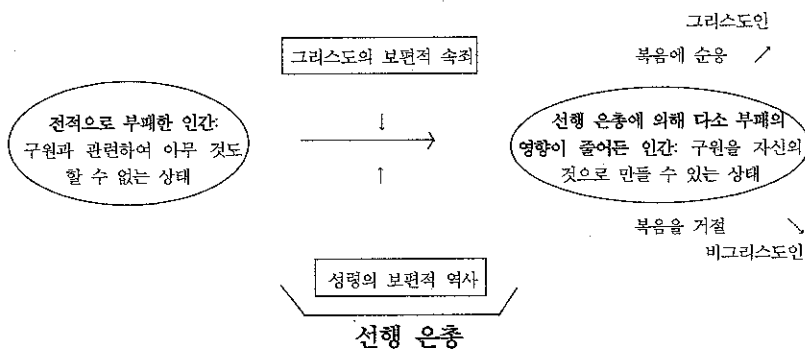 그리스도인
복음에 순응
그리스도의 보편적 속죄
전적으로 부패한 인간:
구원과 관련하여 아무 것도
할 수 없는 상태
선행 은총에 의해 다소 부패의
영향이 줄어든 인간: 구원을 자신의
것으로 만들 수 있는 상태
복음을 거절
비그리스도인
성령의 보편적 역사
선행 은총